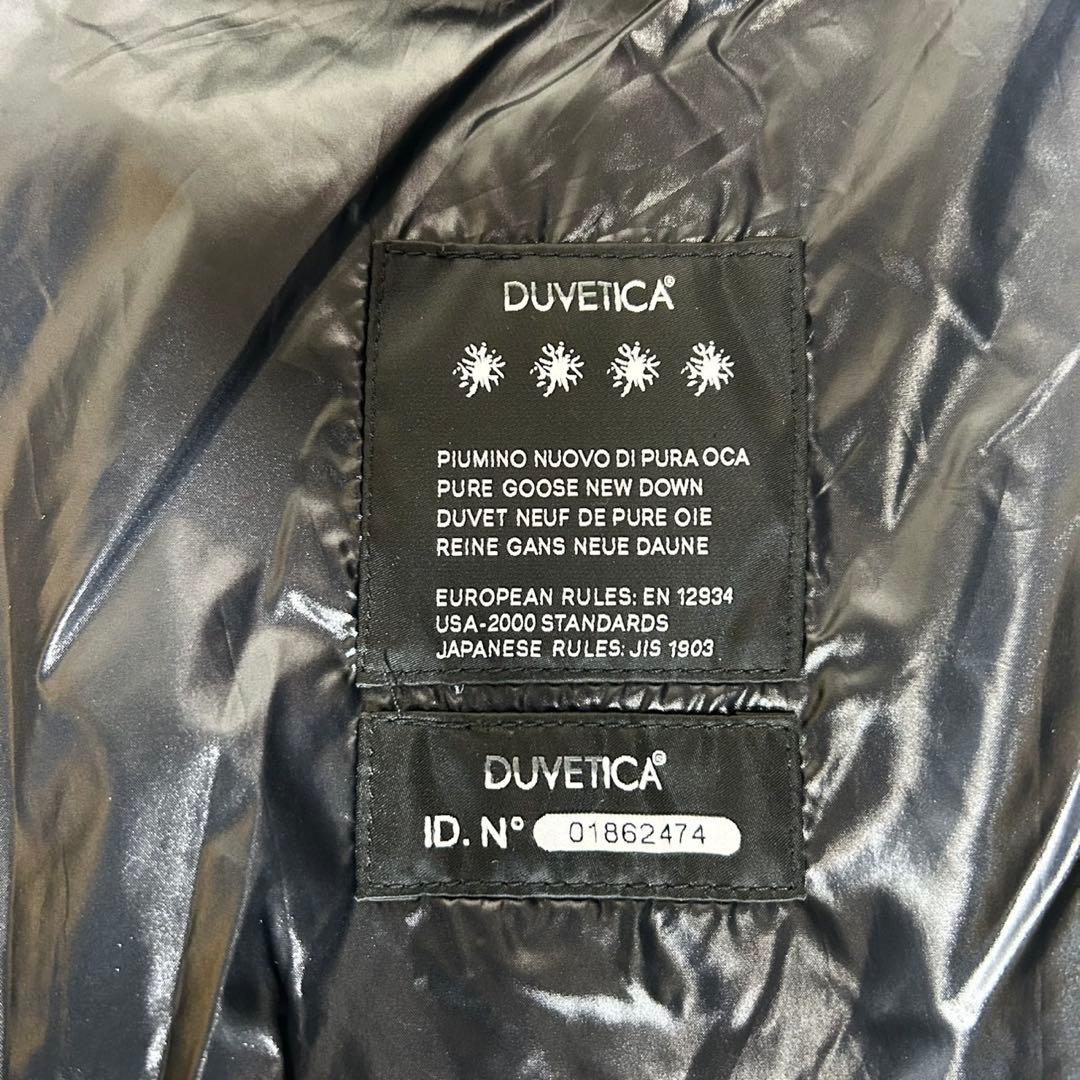 DUVETICA®
PIUMINO NUOVO DI PURA OCA
PURE GOOSE NEW DOWN
DUVET NEUF DE PURE OIE
REINE GANS NEUE DAUNE
EUROPEAN RULES: EN 12934
USA-2000 STANDARDS
JAPANESE RULES: JIS 1903
DUVETICA®
ID. N° 01862474